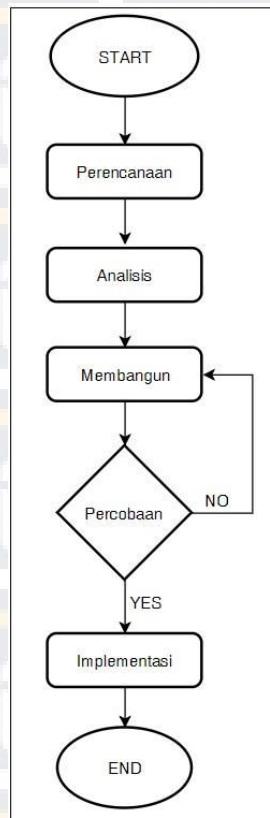 START
Perencanaan
Analisis
Membangun
Percobaan
NO
YES
Implementasi
END